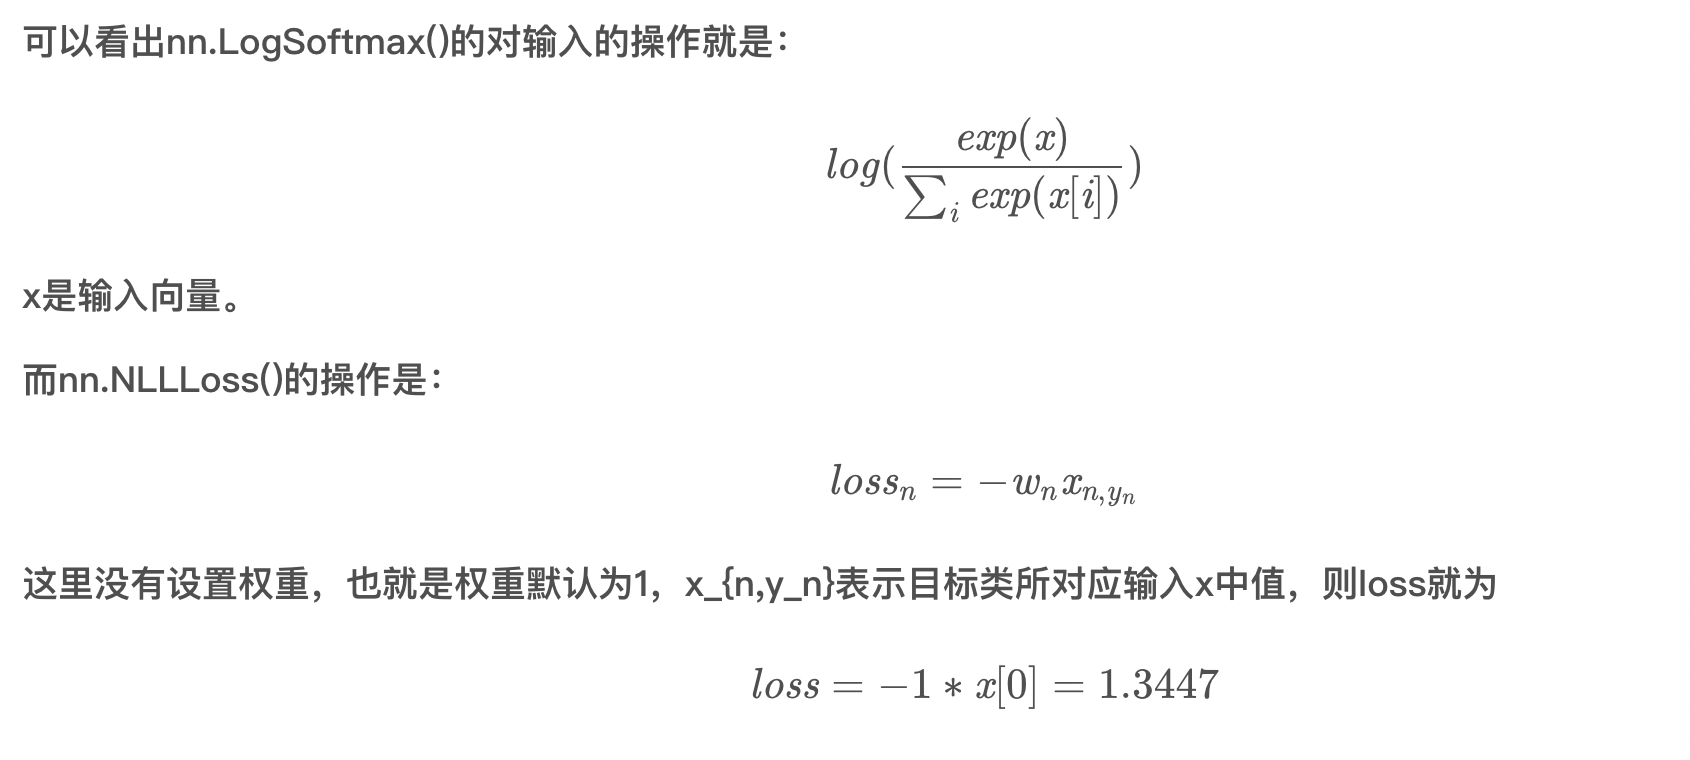 可以看出nn.LogSoftmax()的对输入的操作就是：
log(\frac{exp(x)}{\sum_i exp(x[i])})
x是输入向量。
而nn.NLLLoss()的操作是：
loss_n = -w_n x_{n,y_n}
这里没有设置权重，也就是权重默认为1，x_{n,y_n}表示目标类所对应输入x中值，则loss就为
loss = -1 * x[0] = 1.3447